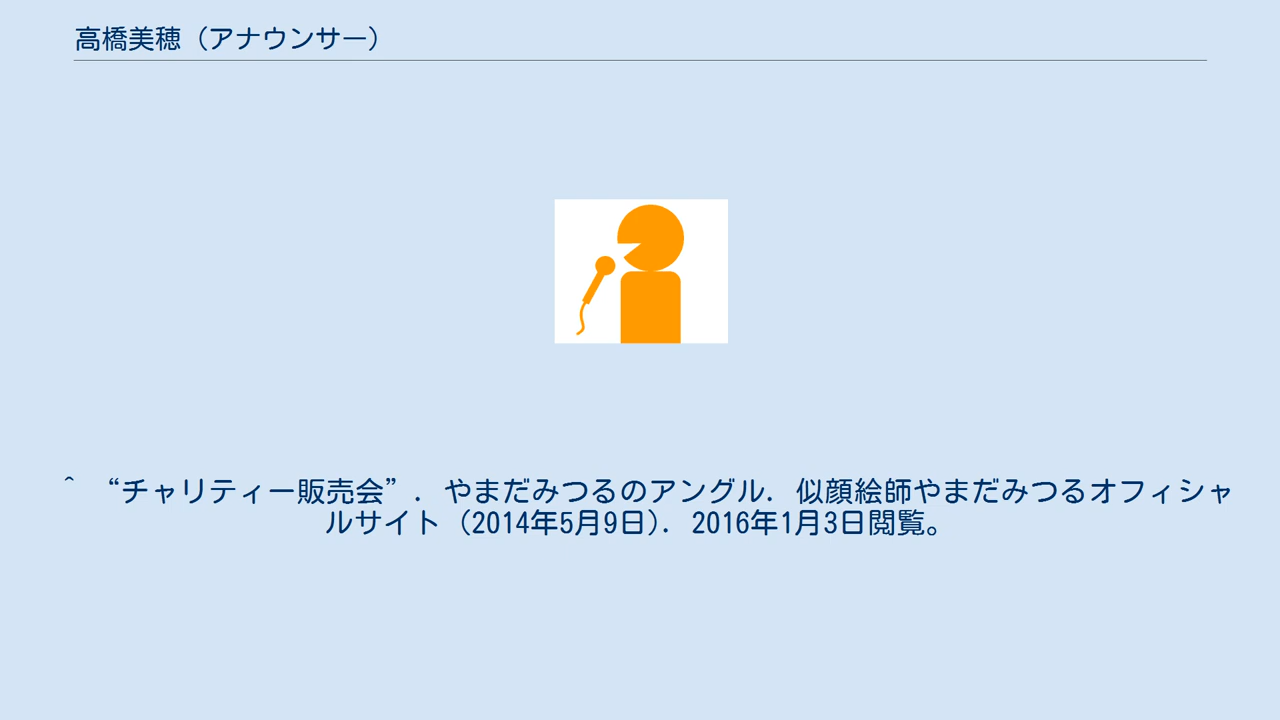 高橋美穂（アナウンサー）
^ “チャリティー販売会”. やまだみつるのアングル. 似顔絵師やまだみつるオフィシャ
ルサイト (2014年5月9日). 2016年1月3日閲覧。